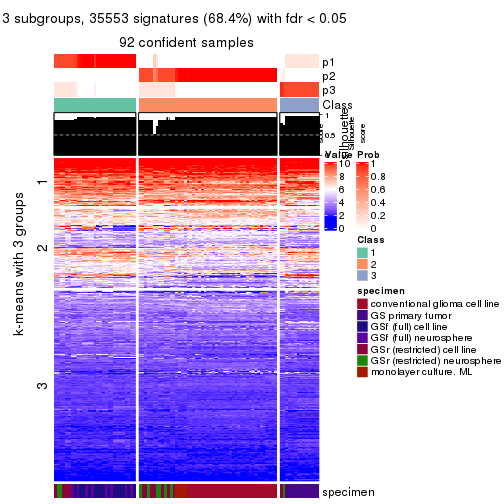 3 subgroups, 35553 signatures (68.4%) with fdr < 0.05
92 confident samples
p1
p2
p3
Class
1
0.5
Silhouette
score
Silhouette
score
k-means with 3 groups
1
2
3
specimen
Value
10
8
6
4
2
0
Prob
1
0.8
0.6
0.4
0.2
0
Class
1
2
3
specimen
conventional glioma cell line
GS primary tumor
GSf (full) cell line
GSf (full) neurosphere
GSr (restricted) cell line
GSr (restricted) neurosphere
monolayer culture. ML